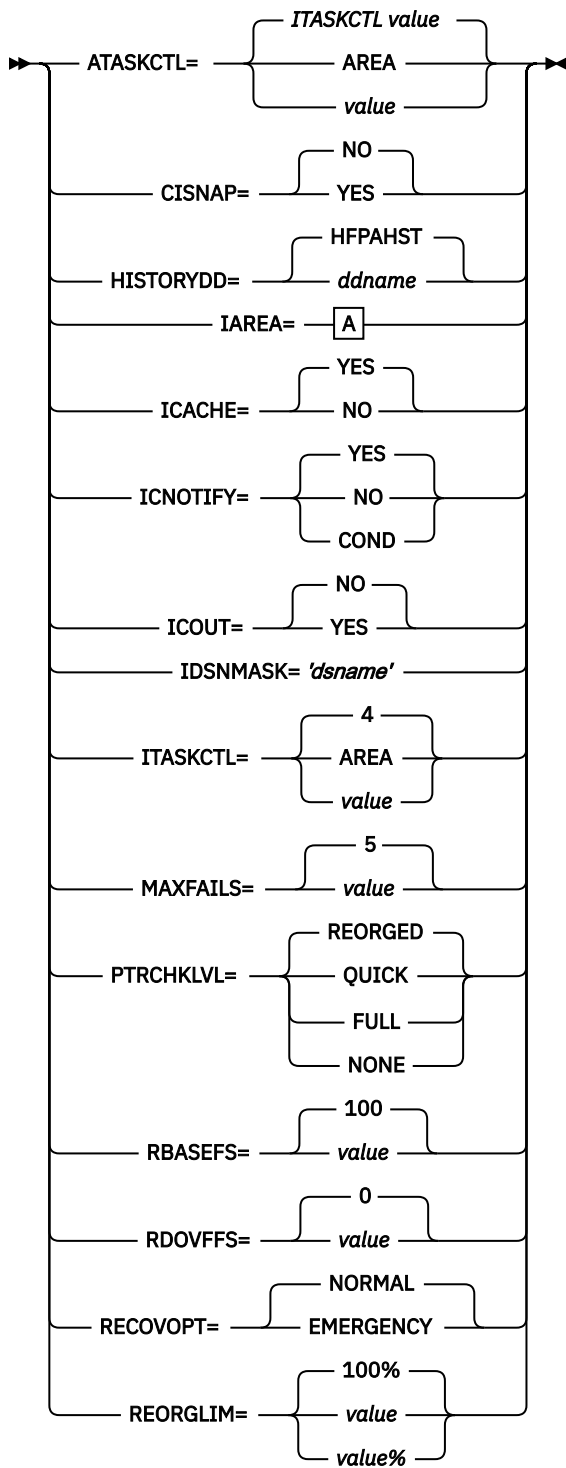 ITASKCTL value
ATASKCTL= AREA
value
NO
CISNAP= YES
HFPAHST
HISTORYDD= ddname
IAREA= A
YES
ICACHE= NO
YES
ICNOTIFY= NO
COND
NO
ICOUT= YES
IDSNMASK= 'dsname'
4
ITASKCTL= AREA
value
5
MAXFAILS= value
REORGED
PTRCHKLVL= QUICK
FULL
NONE
100
RBASEFS= value
0
RDOVFFS= value
NORMAL
RECOVOPT= EMERGENCY
100%
REORGLIM= value
value%